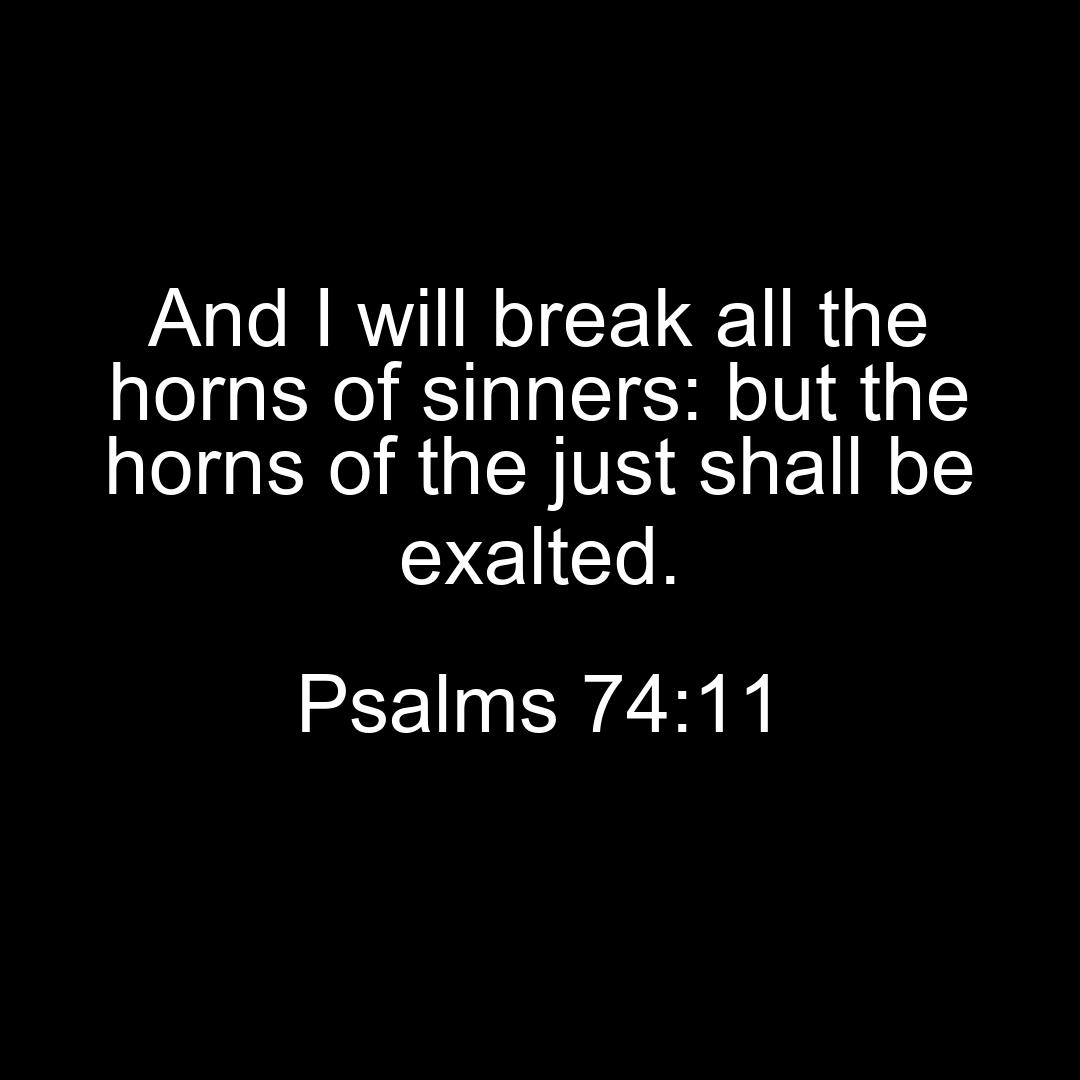 And I will break all the
horns of sinners: but the
horns of the just shall be
exalted.
Psalms 74:11